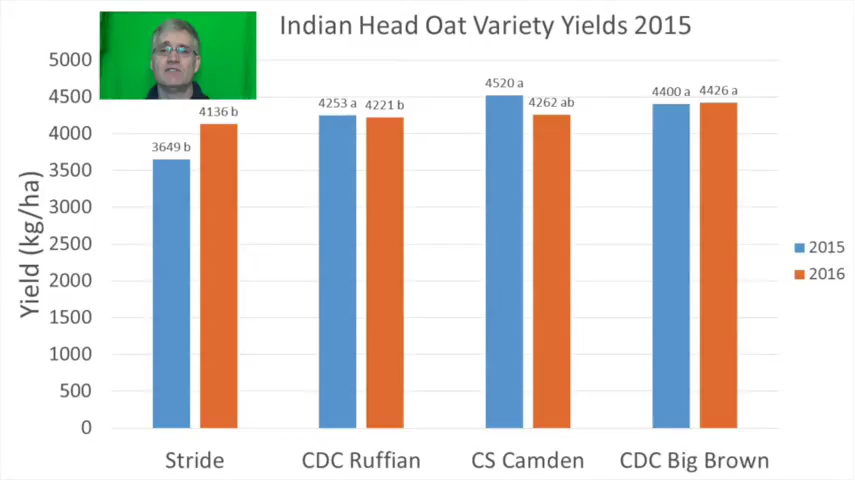 Indian Head Oat Variety Yields 2015
5000
4500
4000
3500
3000
2500
2000
1500
1000
500
0
Yield (kg/ha)
3649 b
4136 b
4253 a
4221 b
4520 a
4262 ab
4400 a
4426 a
Stride
CDC Ruffian
CS Camden
CDC Big Brown
2015
2016